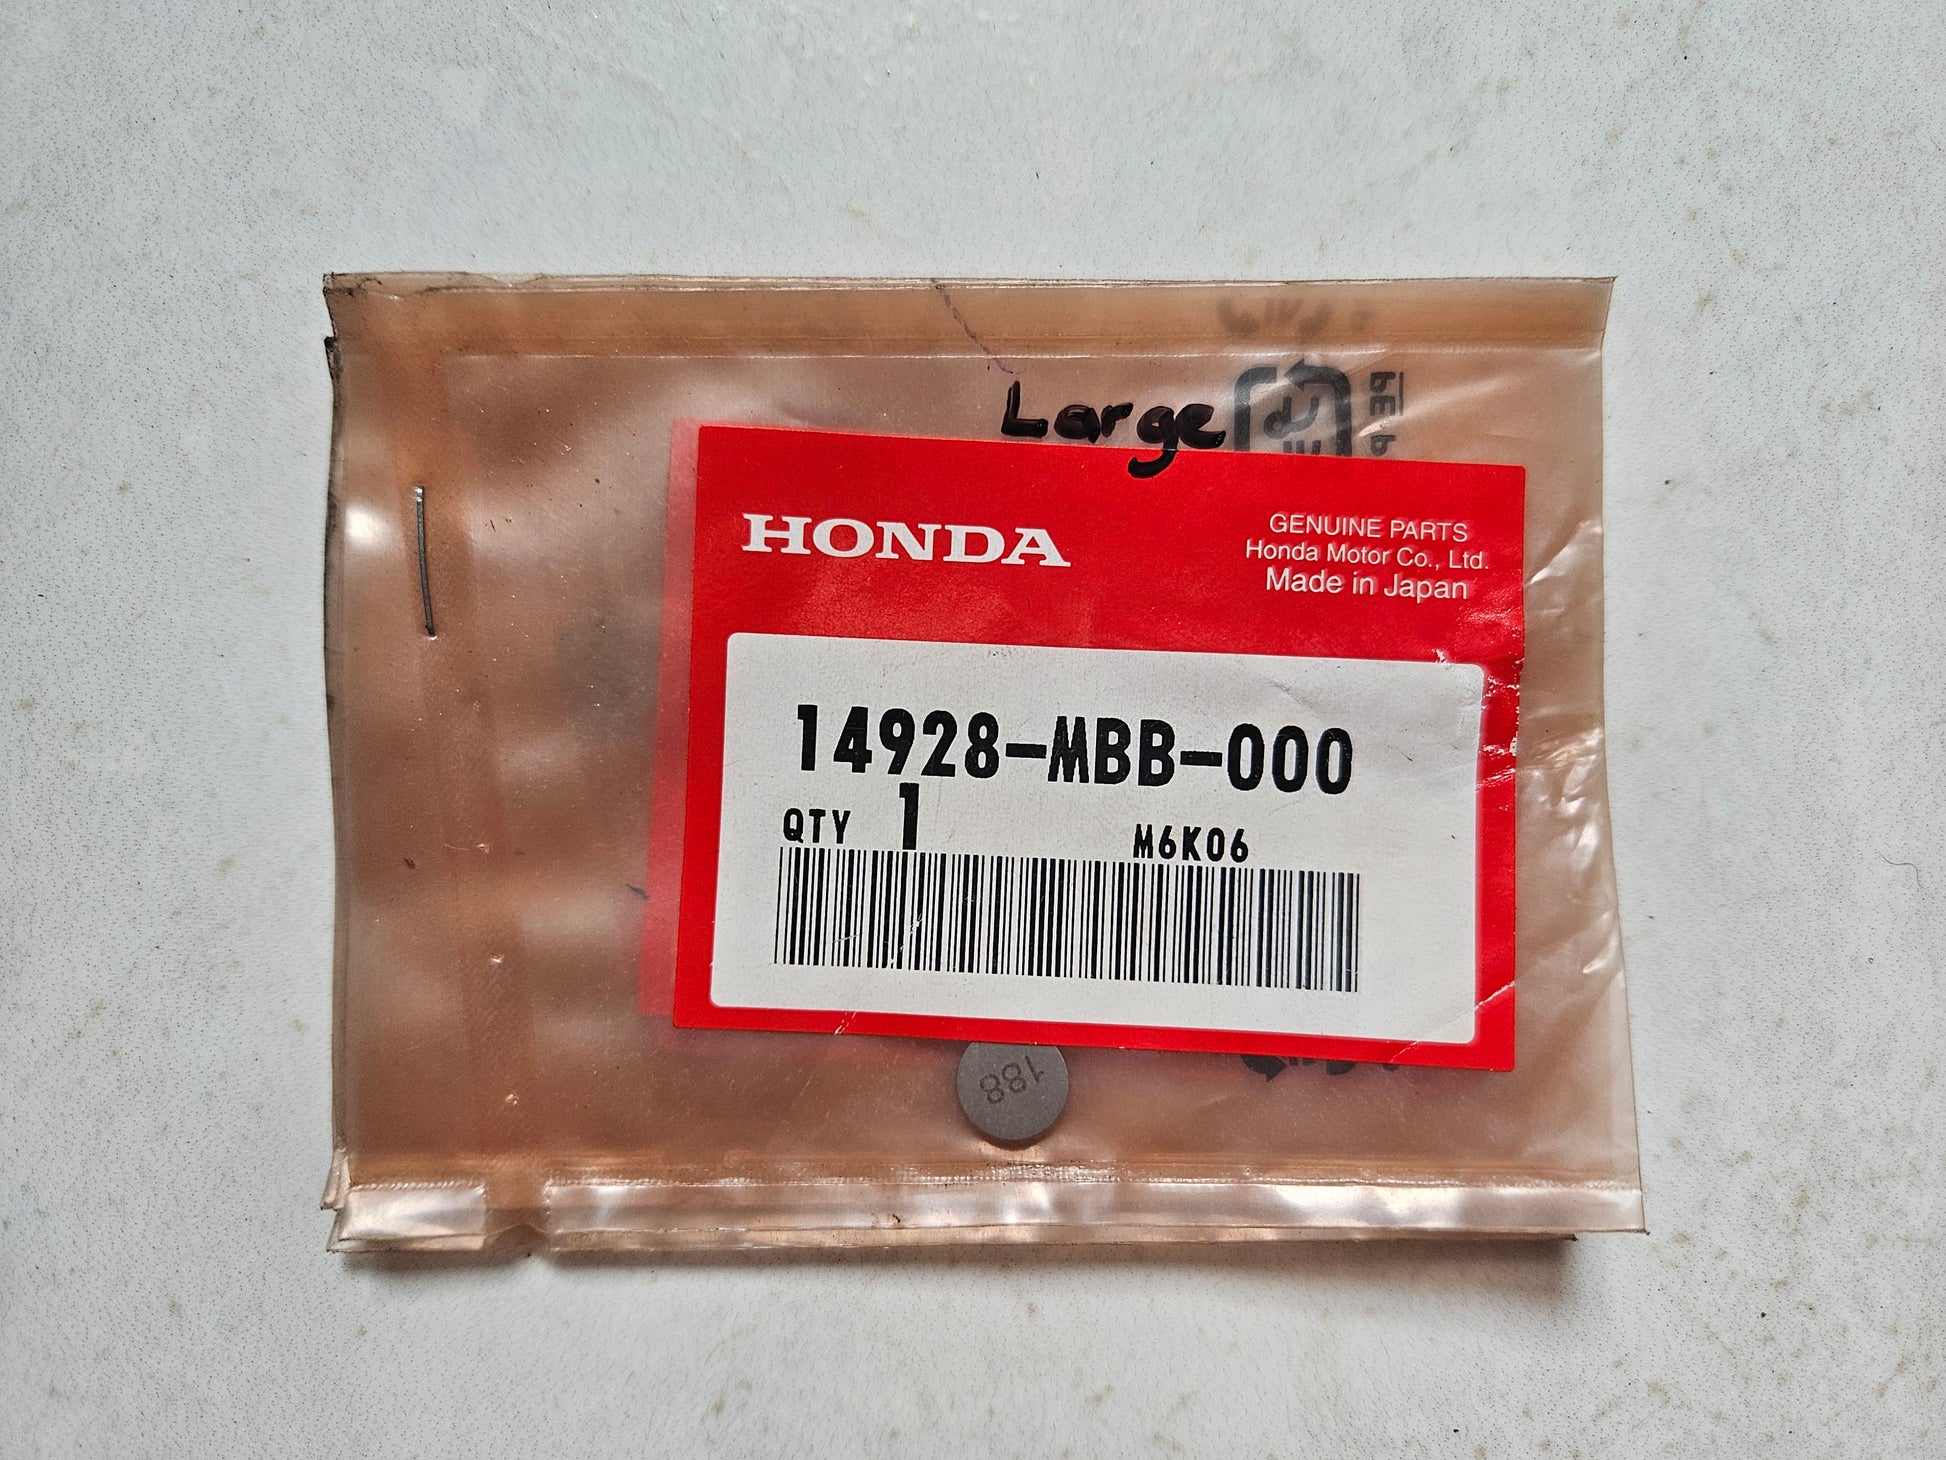 Large
HONDA
GENUINE PARTS
Honda Motor Co., Ltd.
Made in Japan
14928-MBB-000
QTY 1
M6K06
188